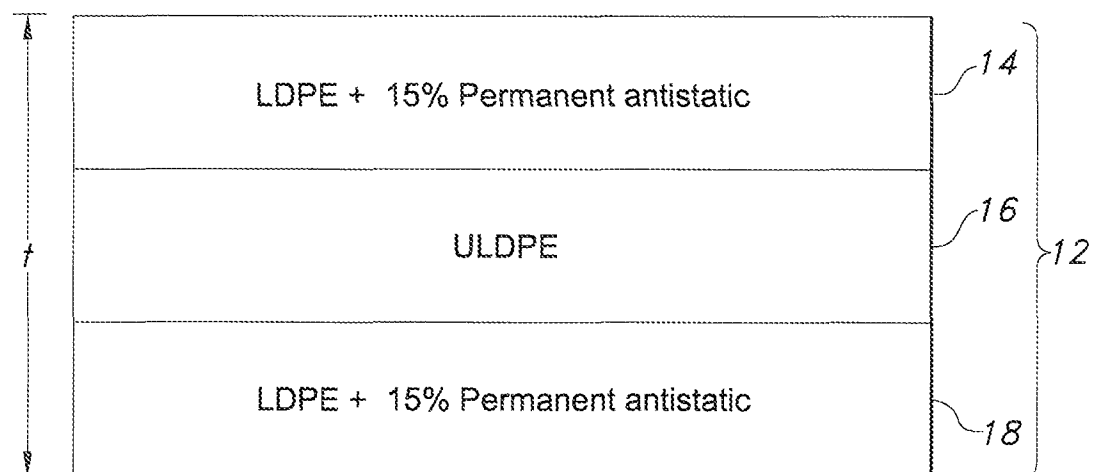 LDPE + 15% Permanent antistatic
14
ULDPE
16
12
t
LDPE + 15% Permanent antistatic
18